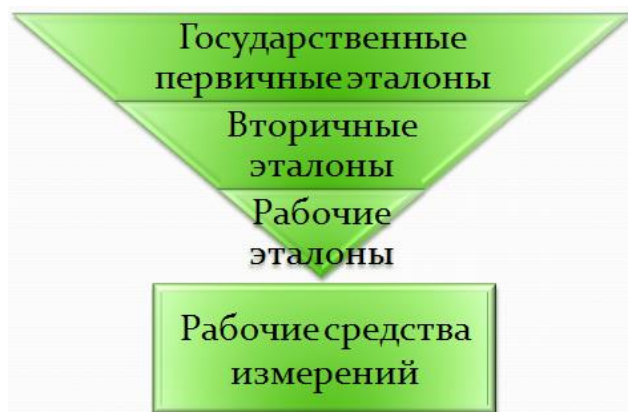 Государственные
первичные эталоны
Вторичные
эталоны
Рабочие
эталоны
Рабочие средства
измерений